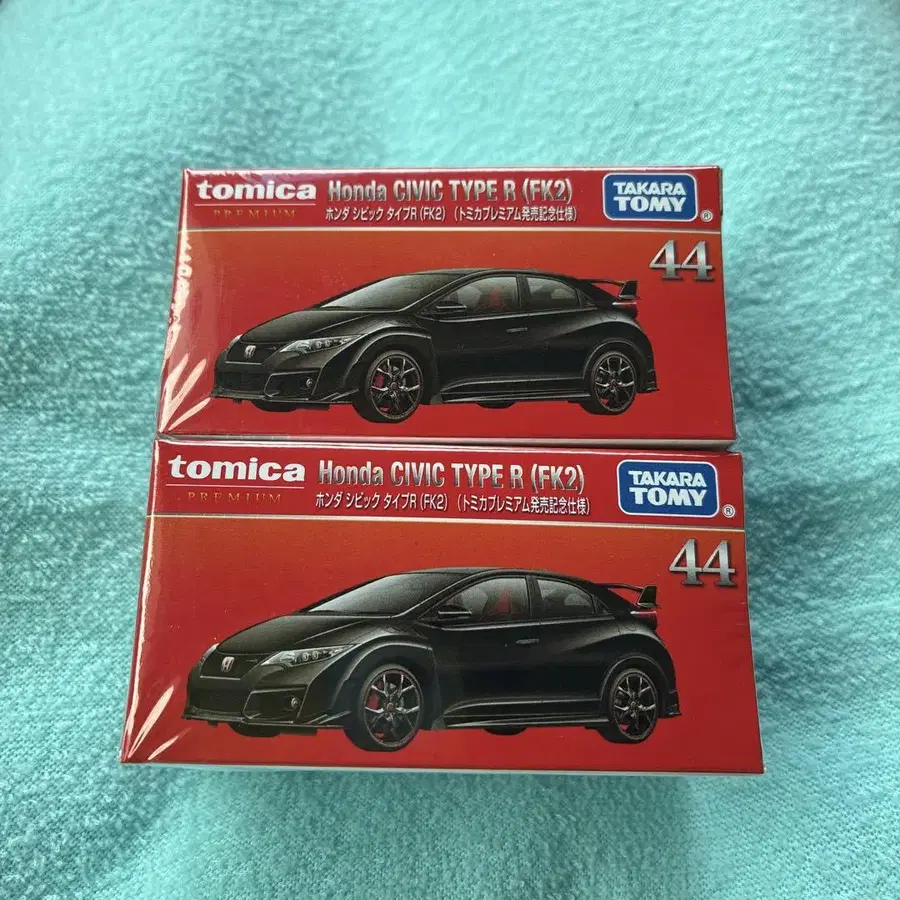 tomica
PREMIUM
Honda CIVIC TYPE R (FK2)
ホンダ シビック タイプR (FK2) (トミカプレミアム発売記念仕様)
TAKARA
TOMY
®
44
tomica
PREMIUM
Honda CIVIC TYPE R (FK2)
ホンダ シビック タイプR (FK2) (トミカプレミアム発売記念仕様)
TAKARA
TOMY
®
44